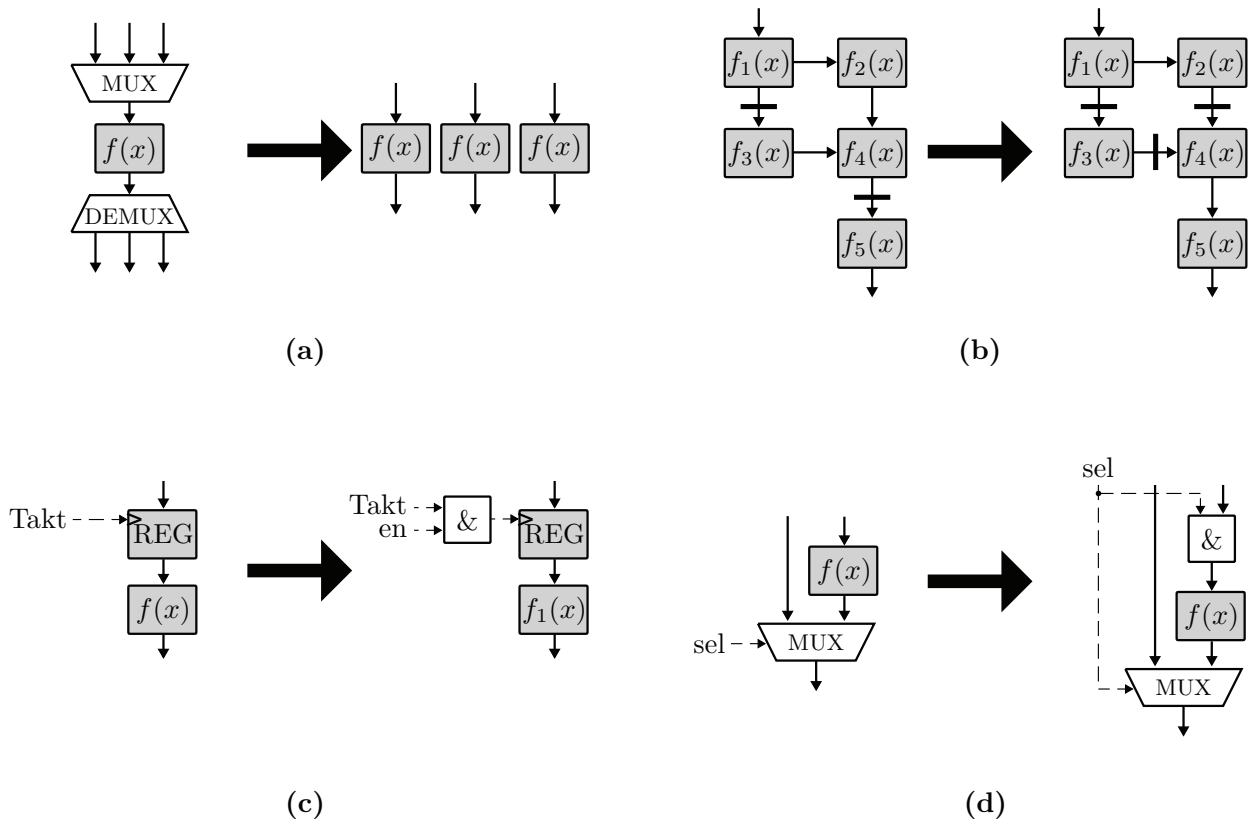 MUX
f(x)
DEMUX
f(x) f(x) f(x)
(a)
f₁(x) f₂(x)
f₃(x) f₄(x)
f₅(x)
f₁(x) f₂(x)
f₃(x) f₄(x)
f₅(x)
(b)
Takt
REG
f(x)
Takt
en
&
REG
f₁(x)
(c)
f(x)
sel
MUX
sel
&
f(x)
MUX
(d)